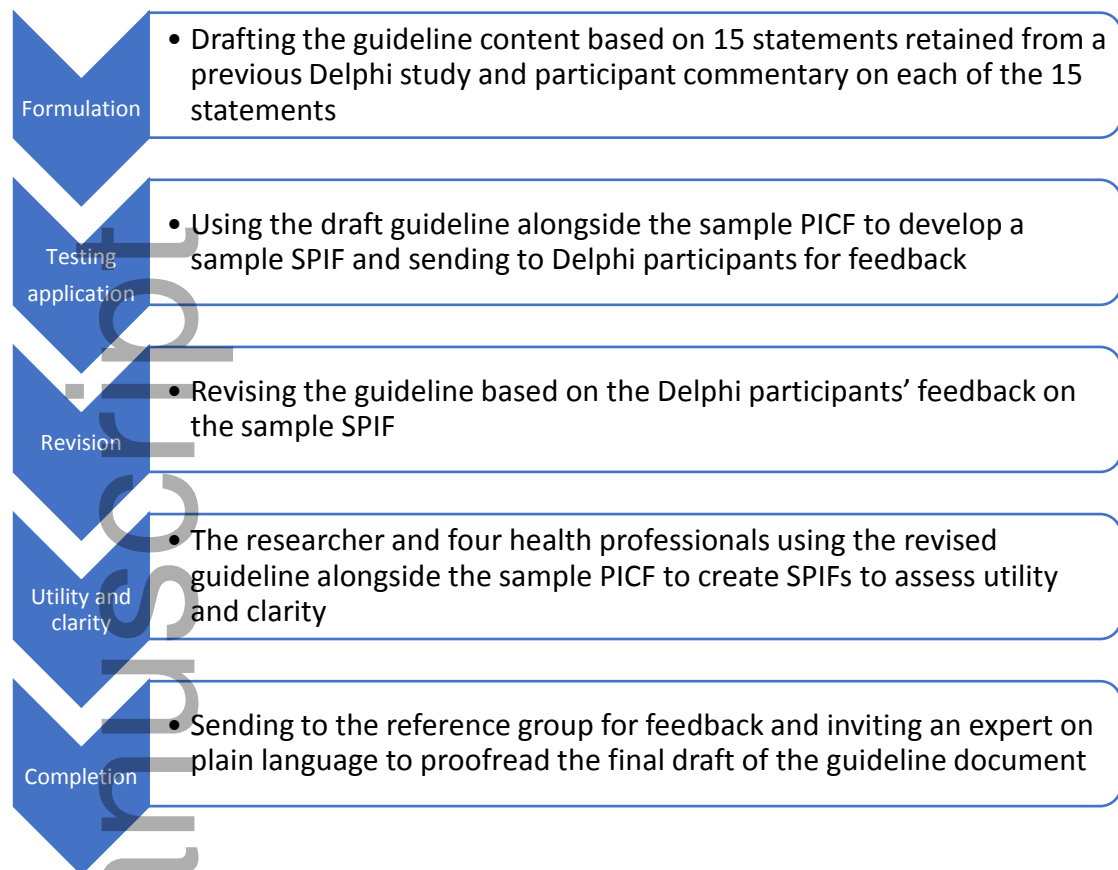 Formulation
• Drafting the guideline content based on 15 statements retained from a
previous Delphi study and participant commentary on each of the 15
statements
Testing
application
• Using the draft guideline alongside the sample PICF to develop a
sample SPIF and sending to Delphi participants for feedback
Revision
• Revising the guideline based on the Delphi participants’ feedback on
the sample SPIF
Utility and
clarity
• The researcher and four health professionals using the revised
guideline alongside the sample PICF to create SPIFs to assess utility
and clarity
Completion
• Sending to the reference group for feedback and inviting an expert on
plain language to proofread the final draft of the guideline document
nuscript